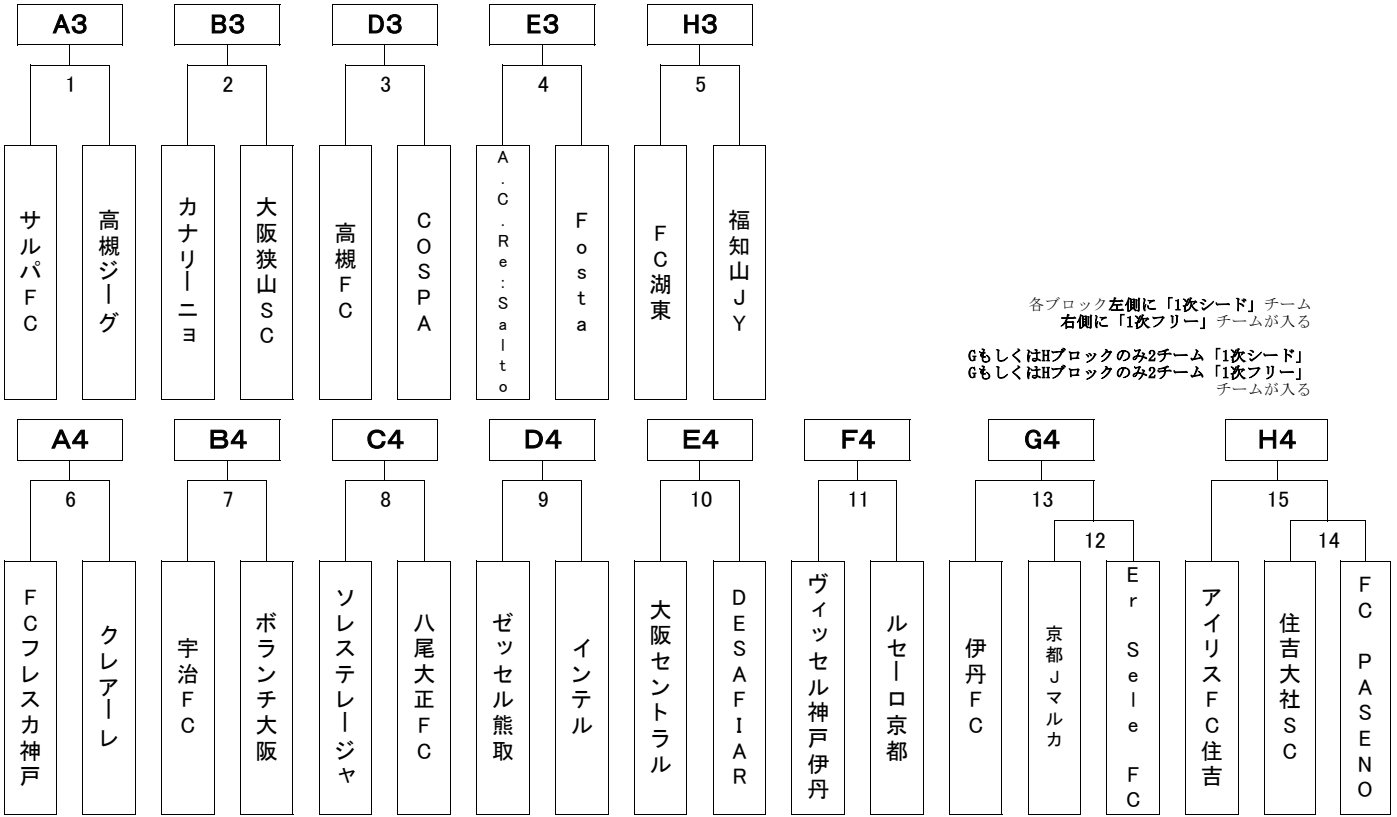 A3
B3
D3
E3
H3
1
2
3
4
5
サルパFC
高槻ジーグ
カナリーニョ
大阪狭山SC
高槻FC
COSPA
A.C.Re:Salto
Fosta
FC湖東
福知山JY
各ブロック左側に「1次シード」チーム
右側に「1次フリー」チームが入る
GもしくはHブロックのみ2チーム「1次シード」
GもしくはHブロックのみ2チーム「1次フリー」
チームが入る
A4
B4
C4
D4
E4
F4
G4
H4
6
7
8
9
10
11
13
15
12
14
FCフレスカ神戸
クレアーレ
宇治FC
ボランチ大阪
ソレステレージャ
八尾大正FC
ゼッセル熊取
インテル
大阪セントラル
DESAFIAR
ヴィッセル神戸伊丹
ルセーロ京都
伊丹FC
京都Jマルカ
Er Sele FC
アイリスFC住吉
住吉大社SC
FC PASENO